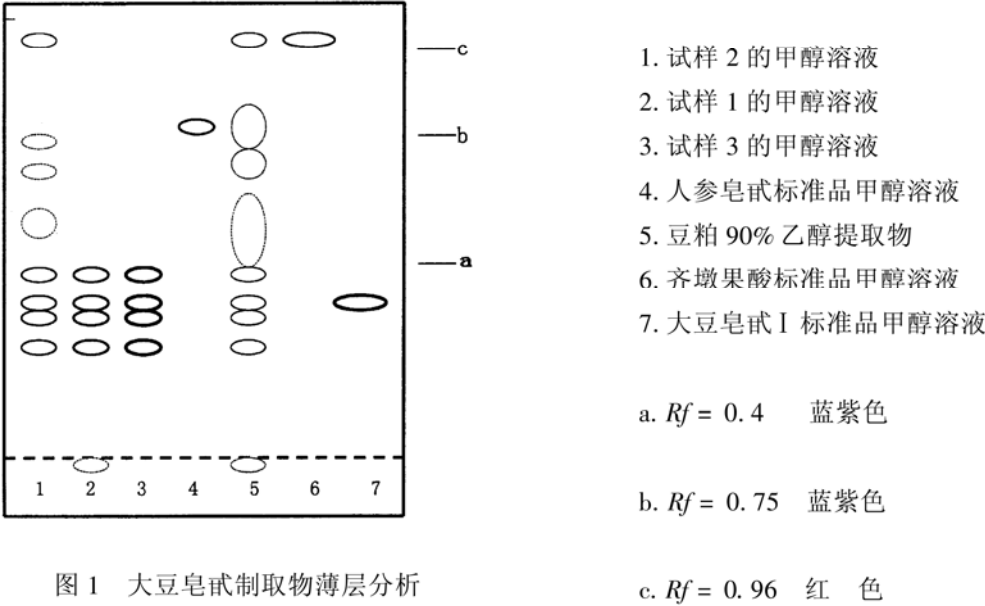 c
b
a
1 2 3 4 5 6 7
图 1 大豆皂甙制取物薄层分析
1. 试样 2 的甲醇溶液
2. 试样 1 的甲醇溶液
3. 试样 3 的甲醇溶液
4. 人参皂甙标准品甲醇溶液
5. 豆粕 90% 乙醇提取物
6. 齐墩果酸标准品甲醇溶液
7. 大豆皂甙 I 标准品甲醇溶液
a. Rf = 0. 4 蓝紫色
b. Rf = 0. 75 蓝紫色
c. Rf = 0. 96 红 色